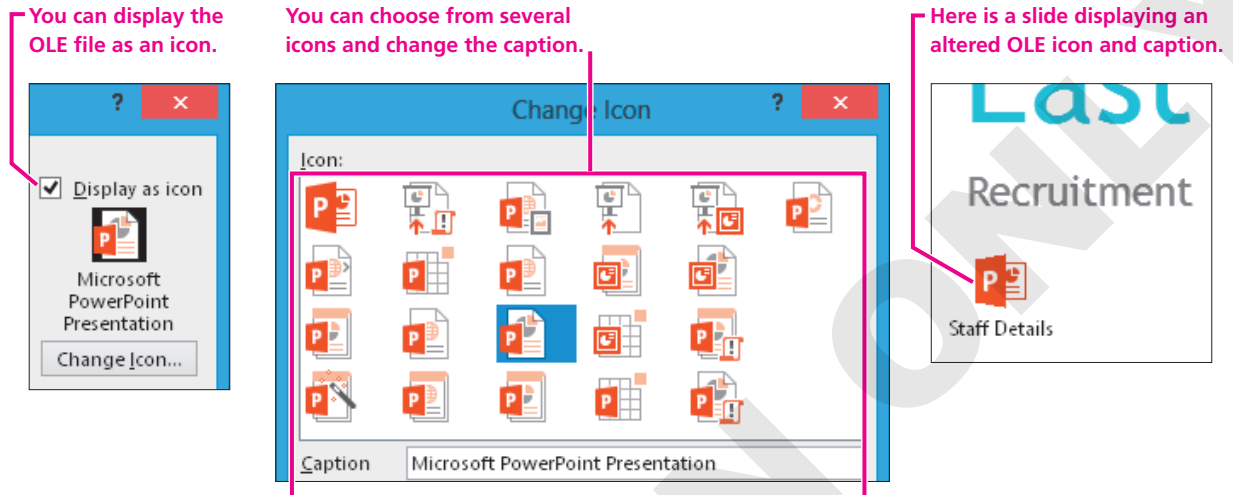 You can display the
OLE file as an icon.
You can choose from several
icons and change the caption.
Here is a slide displaying an
altered OLE icon and caption.
?
Display as icon
Microsoft
PowerPoint
Presentation
Change Icon...
Change Icon
?
Icon:
Caption
Microsoft PowerPoint Presentation
East
Recruitment
Staff Details